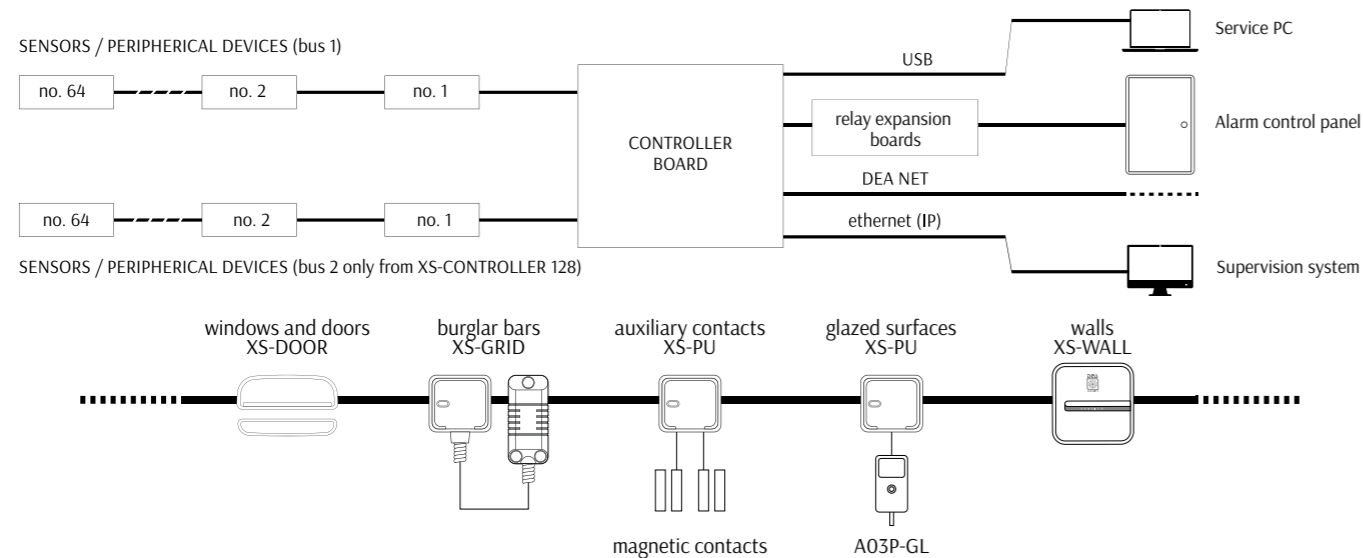 SENSORS / PERIPHERICAL DEVICES (bus 1)
no. 64
no. 2
no. 1
CONTROLLER
BOARD
USB
Service PC
relay expansion
boards
Alarm control panel
DEA NET
no. 64
no. 2
no. 1
ethernet (IP)
SENSORS / PERIPHERICAL DEVICES (bus 2 only from XS-CONTROLLER 128)
Supervision system
windows and doors
XS-DOOR
burglar bars
XS-GRID
auxiliary contacts
XS-PU
glazed surfaces
XS-PU
walls
XS-WALL
magnetic contacts
A03P-GL